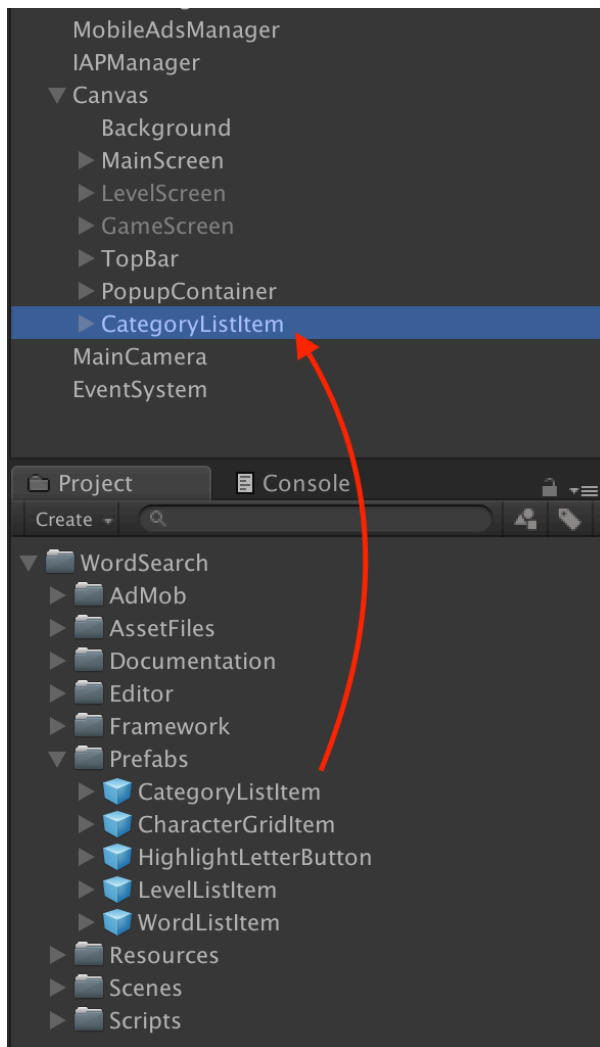 MobileAdsManager
IAPManager
Canvas
Background
MainScreen
LevelScreen
GameScreen
TopBar
PopupContainer
CategoryListItem
MainCamera
EventSystem
Project Console
Create
WordSearch
AdMob
AssetFiles
Documentation
Editor
Framework
Prefabs
CategoryListItem
CharacterGridItem
HighlightLetterButton
LevelListItem
WordListItem
Resources
Scenes
Scripts